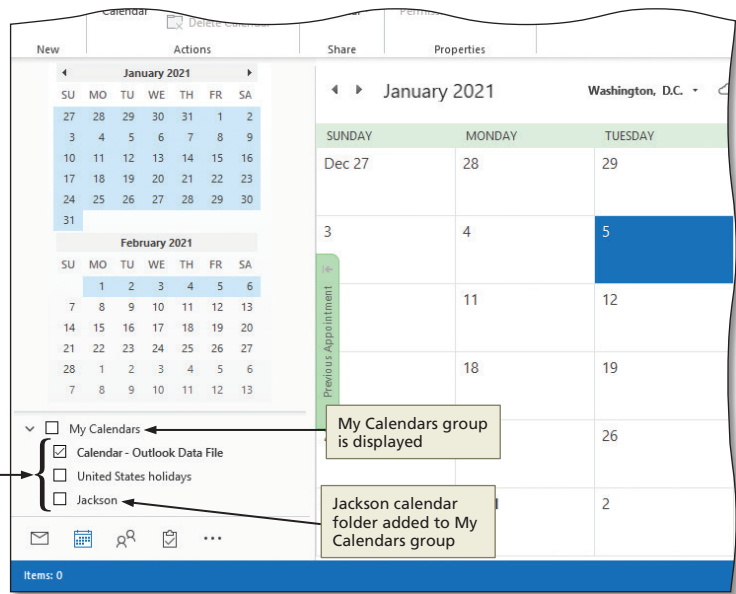 Calendar
Delete Calendar
New
Actions
Share
Properties
January 2021
SU MO TU WE TH FR SA
27 28 29 30 31 1 2
3 4 5 6 7 8 9
10 11 12 13 14 15 16
17 18 19 20 21 22 23
24 25 26 27 28 29 30
31
February 2021
SU MO TU WE TH FR SA
1 2 3 4 5 6
7 8 9 10 11 12 13
14 15 16 17 18 19 20
21 22 23 24 25 26 27
28 1 2 3 4 5 6
7 8 9 10 11 12 13
My Calendars
Calendar - Outlook Data File
United States holidays
Jackson
Items: 0
January 2021
Washington, D.C.
SUNDAY MONDAY TUESDAY
Dec 27 28 29
3 4 5
11 12
18 19
26
2
Previous Appointment
My Calendars group
is displayed
Jackson calendar
folder added to My
Calendars group